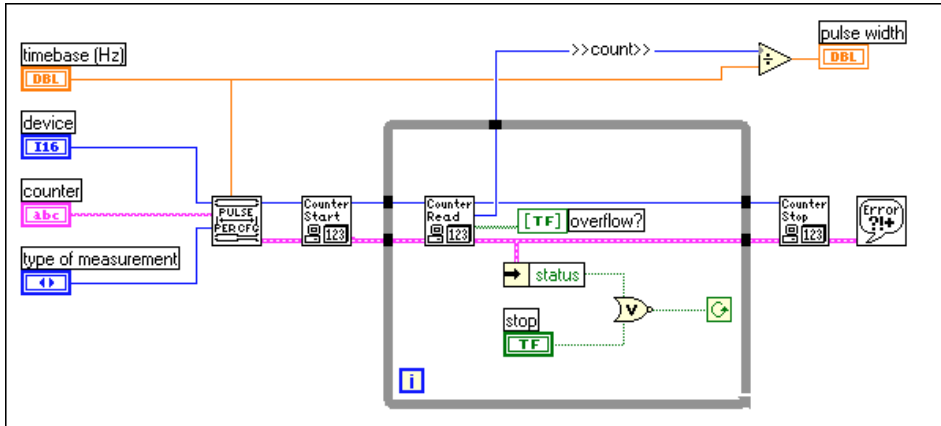 pulse width
timebase (Hz)
>>count>>
DBL
DBL
device
I16
counter
abc
PULSE
PER CFG
Counter
Start
123
Counter
Read
123
[TF] overflow?
Counter
Stop
123
Error
?!+
type of measurement
status
V
stop
TF
i